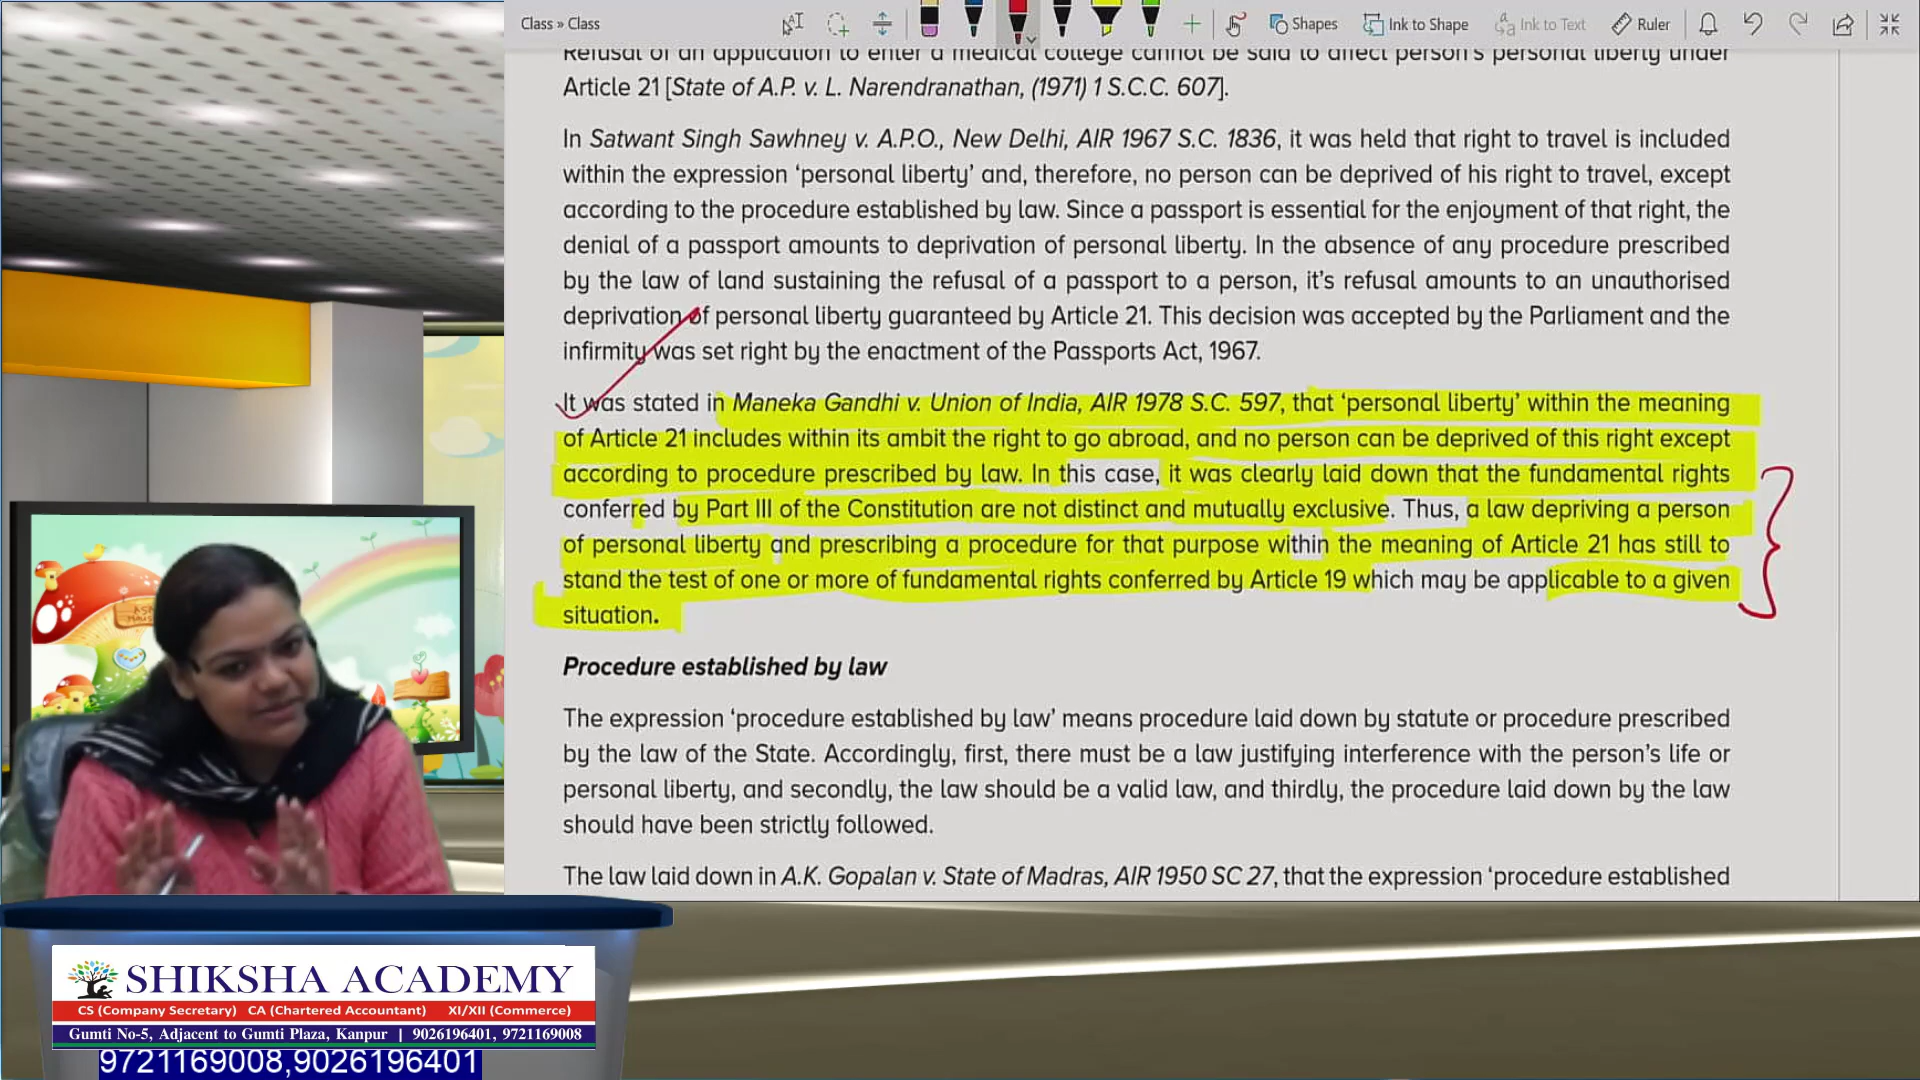 Class » Class
Shapes
Ink to Shape
Ink to Text
Ruler
Refusal of an application to enter a medical college cannot be said to affect person's personal liberty under
Article 21 [State of A.P. v. L. Narendranathan, (1971) 1 S.C.C. 607].
In Satwant Singh Sawhney v. A.P.O., New Delhi, AIR 1967 S.C. 1836, it was held that right to travel is included
within the expression ‘personal liberty’ and, therefore, no person can be deprived of his right to travel, except
according to the procedure established by law. Since a passport is essential for the enjoyment of that right, the
denial of a passport amounts to deprivation of personal liberty. In the absence of any procedure prescribed
by the law of land sustaining the refusal of a passport to a person, it’s refusal amounts to an unauthorised
deprivation of personal liberty guaranteed by Article 21. This decision was accepted by the Parliament and the
infirmity was set right by the enactment of the Passports Act, 1967.
It was stated in Maneka Gandhi v. Union of India, AIR 1978 S.C. 597, that ‘personal liberty’ within the meaning
of Article 21 includes within its ambit the right to go abroad, and no person can be deprived of this right except
according to procedure prescribed by law. In this case, it was clearly laid down that the fundamental rights
conferred by Part III of the Constitution are not distinct and mutually exclusive. Thus, a law depriving a person
of personal liberty and prescribing a procedure for that purpose within the meaning of Article 21 has still to
stand the test of one or more of fundamental rights conferred by Article 19 which may be applicable to a given
situation.
Procedure established by law
The expression ‘procedure established by law’ means procedure laid down by statute or procedure prescribed
by the law of the State. Accordingly, first, there must be a law justifying interference with the person’s life or
personal liberty, and secondly, the law should be a valid law, and thirdly, the procedure laid down by the law
should have been strictly followed.
The law laid down in A.K. Gopalan v. State of Madras, AIR 1950 SC 27, that the expression ‘procedure established
SHIKSHA ACADEMY
CS (Company Secretary) CA (Chartered Accountant) XI/XII (Commerce)
Gumti No-5, Adjacent to Gumti Plaza, Kanpur | 9026196401, 9721169008
9721169008,9026196401